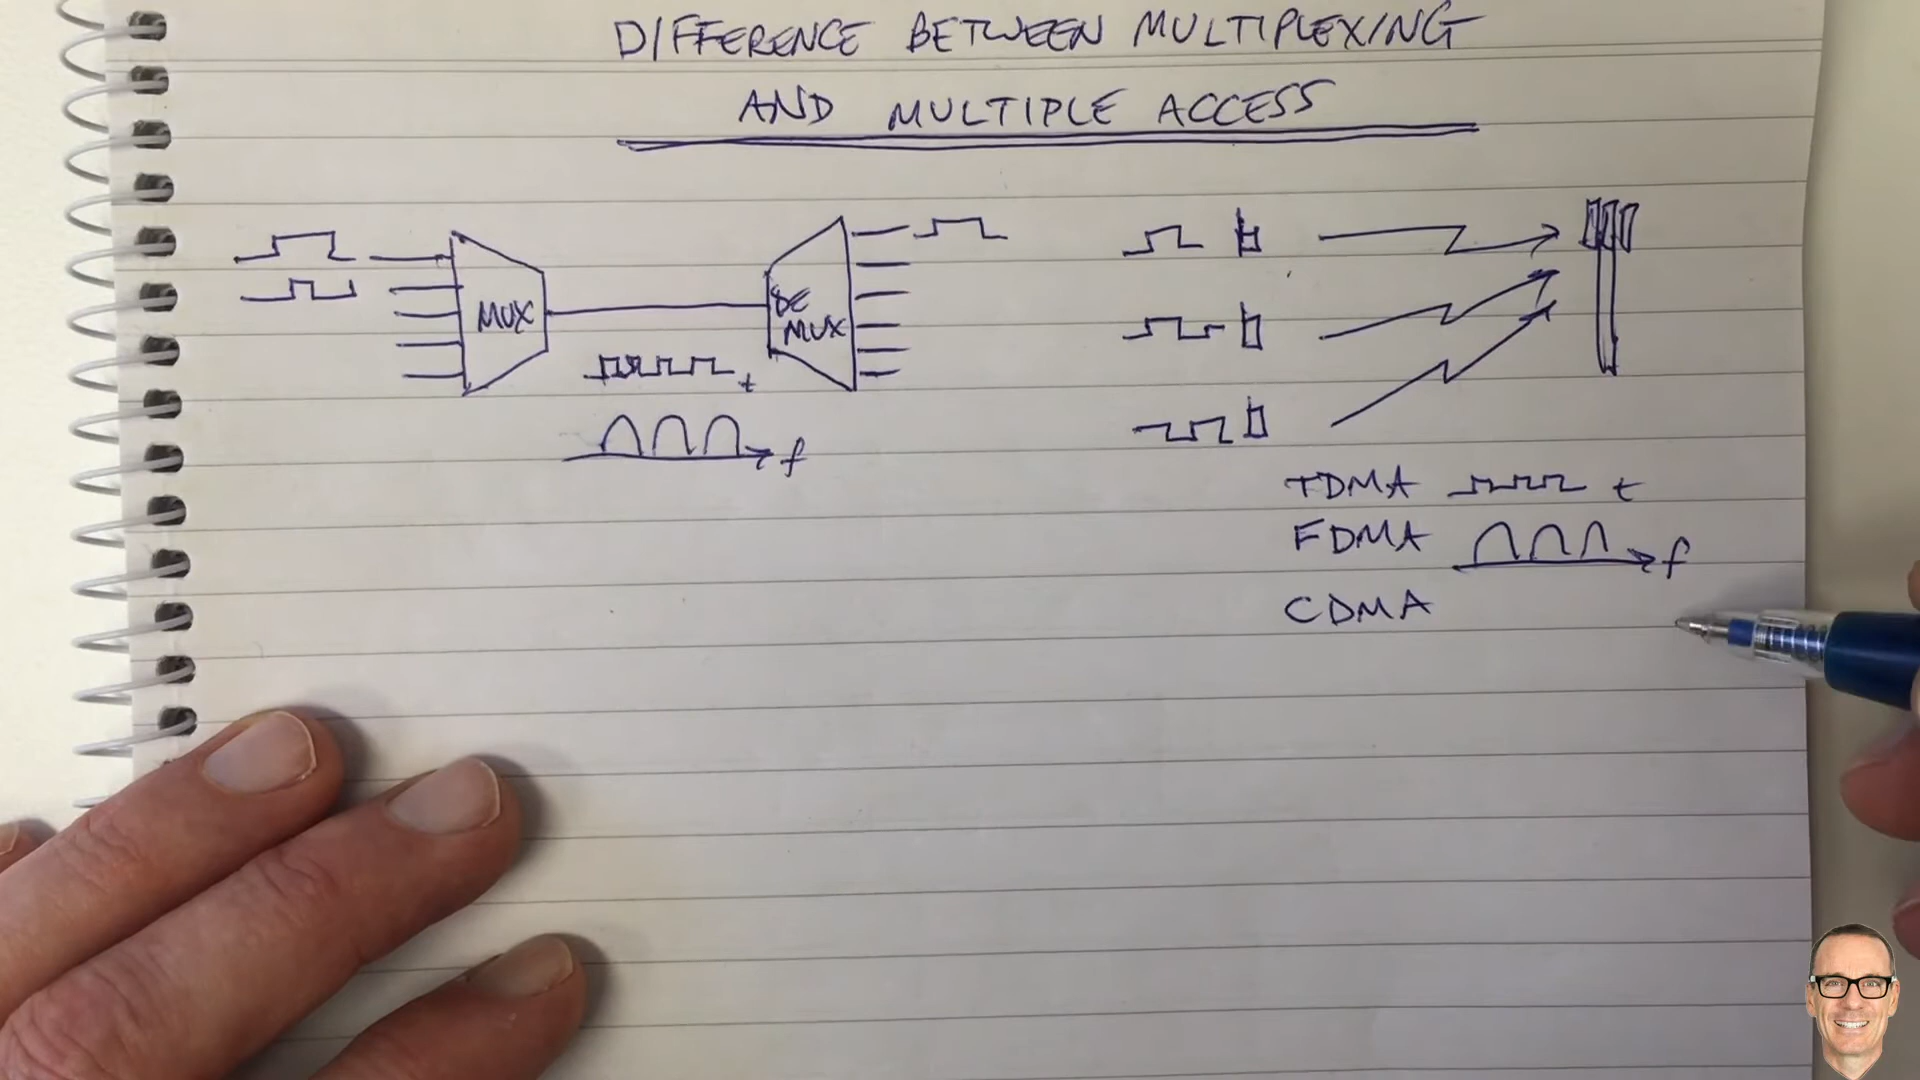 DIFFERENCE BETWEEN MULTIPLEXING
AND MULTIPLE ACCESS
MUX
DE
MUX
t
f
TDMA t
FDMA f
CDMA